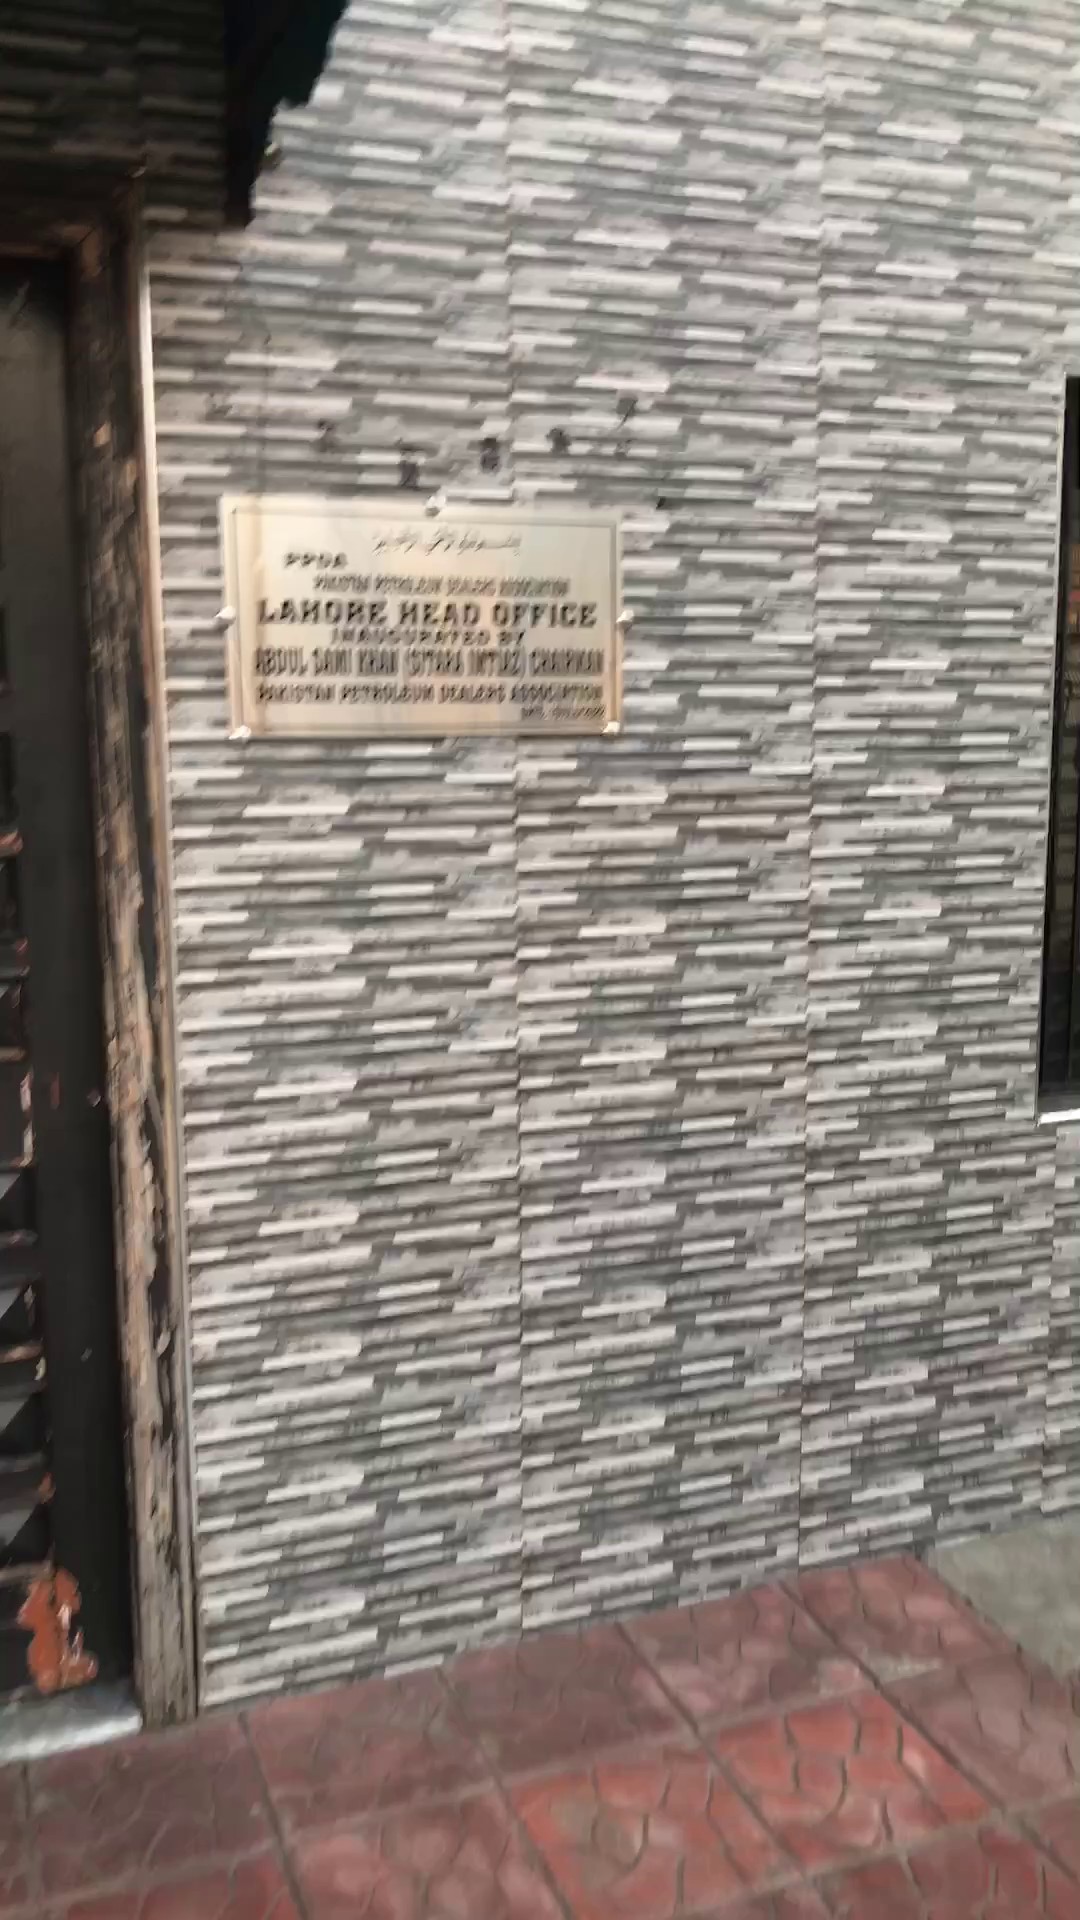 PPDA
PAKISTAN PETROLEUM DEALERS ASSOCIATION
LAHORE HEAD OFFICE
INAUGURATED BY
ABDUL SAMI KHAN (SITARA IMTIAZ) CHAIRMAN
PAKISTAN PETROLEUM DEALERS ASSOCIATION